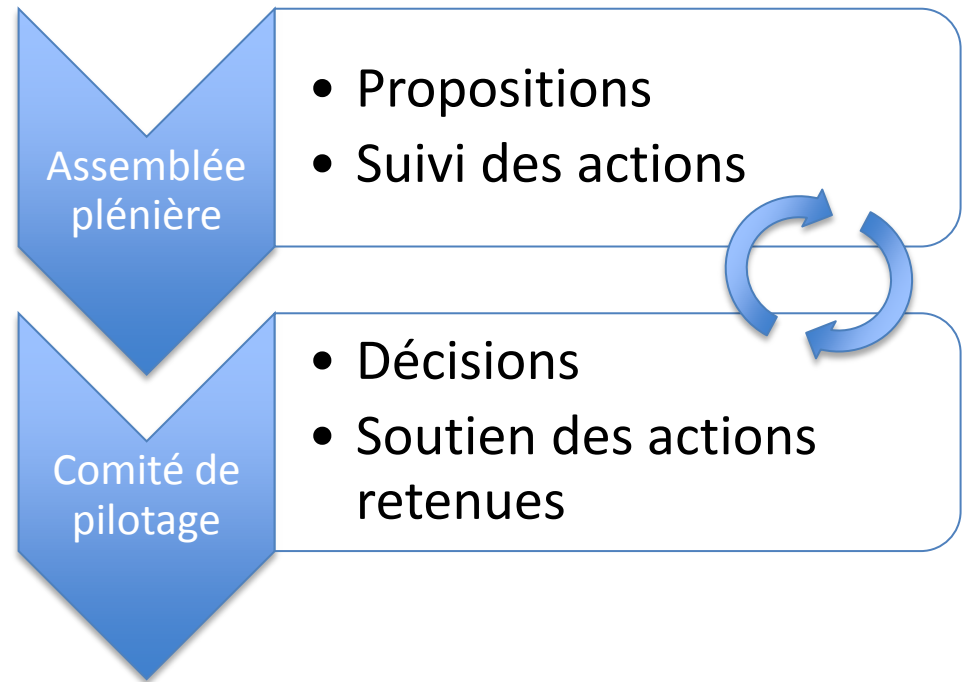 Assemblée
plénière
• Propositions
• Suivi des actions
Comité de
pilotage
• Décisions
• Soutien des actions
retenues